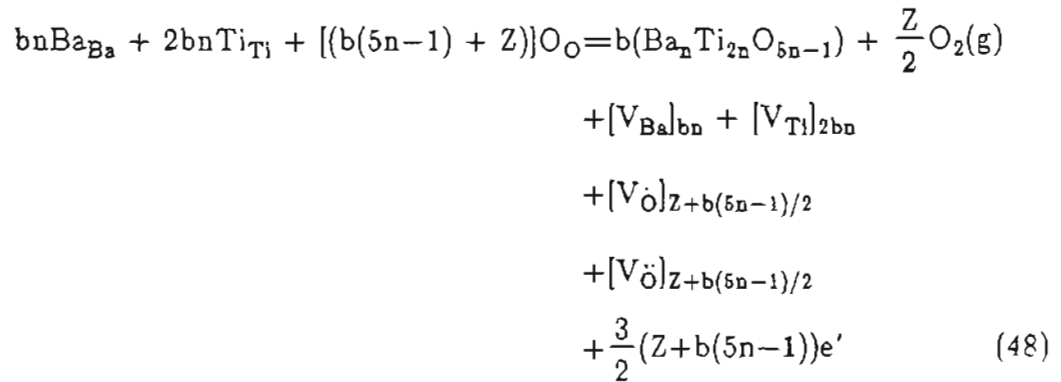 bnBa_Ba + 2bnTi_Ti + [(b(5n−1) + Z)]O_O=b(Ba_nTi_2nO_5n−1) + Z/2 O_2(g)
+[V_Ba]_bn + [V_Ti]_2bn
+[V_Ȯ]_Z+b(5n−1)/2
+[V_Ö]_Z+b(5n−1)/2
+3/2(Z+b(5n−1))e′ (48)